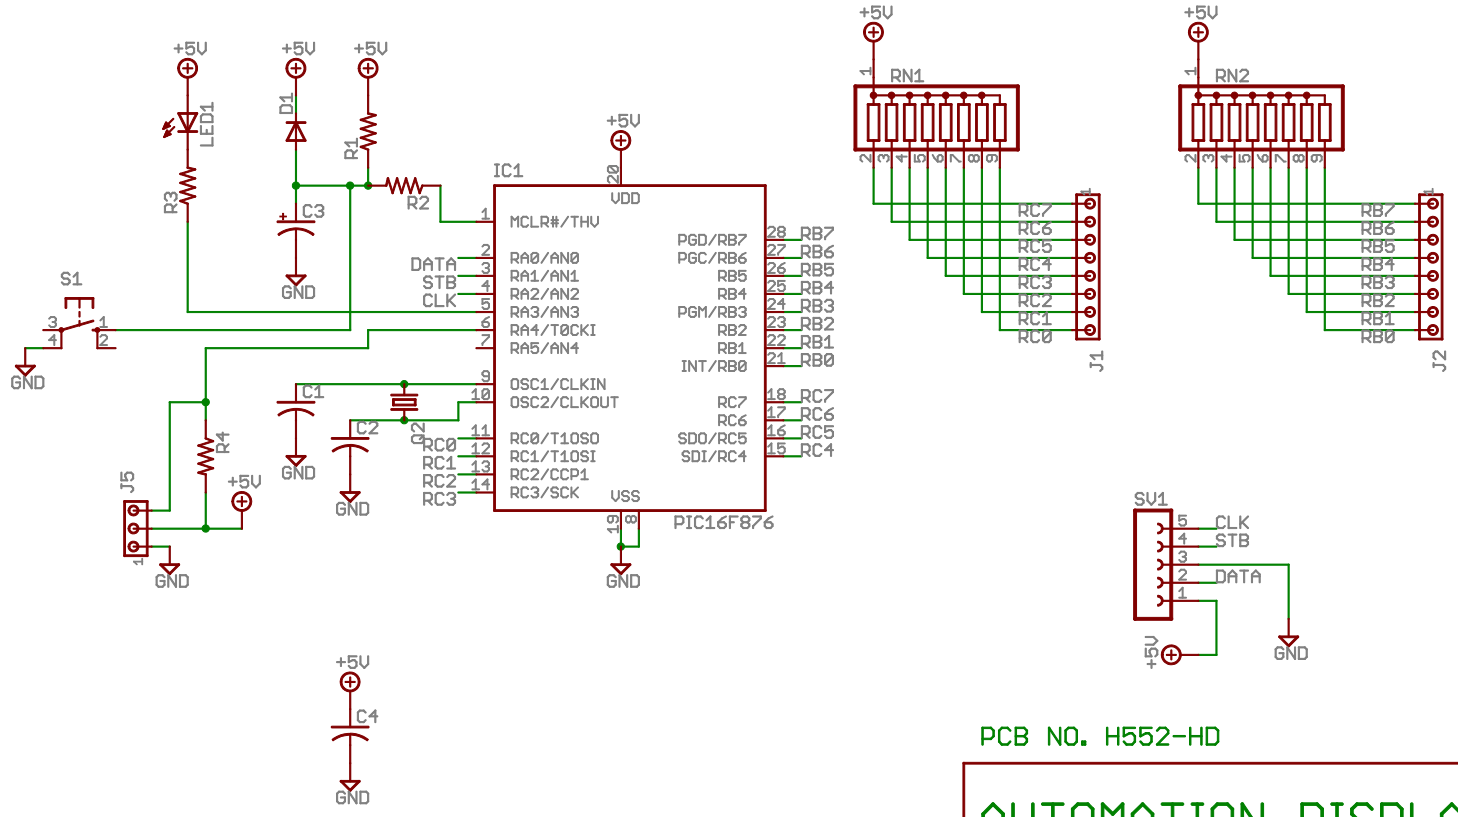 +5V
+5V
+5V
+5V
+5V
+5V
1
RN1
1
RN2
LED1
D1
R1
R3
C3
R2
GND
IC1
20
VDD
1 MCLR#/THV
DATA 2 RA0/AN0
STB 3 RA1/AN1
CLK 4 RA2/AN2
5 RA3/AN3
6 RA4/T0CKI
7 RA5/AN4
9 OSC1/CLKIN
10 OSC2/CLKOUT
RC0 11 RC0/T1OSO
RC1 12 RC1/T1OSI
RC2 13 RC2/CCP1
RC3 14 RC3/SCK
PGD/RB7 28 RB7
PGC/RB6 27 RB6
RB5 26 RB5
RB4 25 RB4
PGM/RB3 24 RB3
RB2 23 RB2
RB1 22 RB1
INT/RB0 21 RB0
RC7 18 RC7
RC6 17 RC6
SDO/RC5 16 RC5
SDI/RC4 15 RC4
VSS
19 8
PIC16F876
GND
2 3 4 5 6 7 8 9
1
RC7
RC6
RC5
RC4
RC3
RC2
RC1
RC0
J1
2 3 4 5 6 7 8 9
1
RB7
RB6
RB5
RB4
RB3
RB2
RB1
RB0
J2
S1
3 1
4 2
GND
C1
GND
C2
GND
Q2
R4
J5
+5V
1
GND
SV1
5 CLK
4 STB
3
2 DATA
1
+5V
GND
+5V
C4
GND
PCB NO. H552-HD
AUTOMATION DISPLA